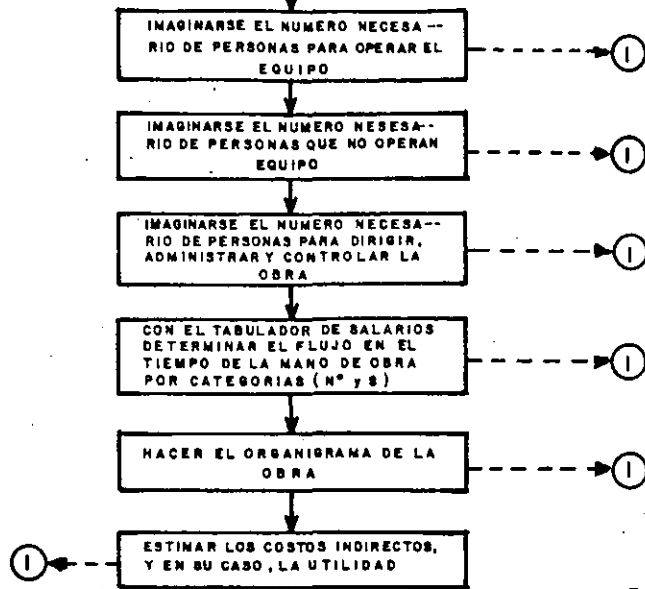 IMAGINARSE EL NUMERO NECESA--
RIO DE PERSONAS PARA OPERAR EL
EQUIPO
I
IMAGINARSE EL NUMERO NESESA--
RIO DE PERSONAS QUE NO OPERAN
EQUIPO
I
IMAGINARSE EL NUMERO NECESA--
RIO DE PERSONAS PARA DIRIGIR,
ADMINISTRAR Y CONTROLAR LA
OBRA
I
CON EL TABULADOR DE SALARIOS
DETERMINAR EL FLUJO EN EL
TIEMPO DE LA MANO DE OBRA
POR CATEGORIAS (Nº y $)
I
HACER EL ORGANIGRAMA DE LA
OBRA
I
ESTIMAR LOS COSTOS INDIRECTOS,
Y EN SU CASO, LA UTILIDAD
I